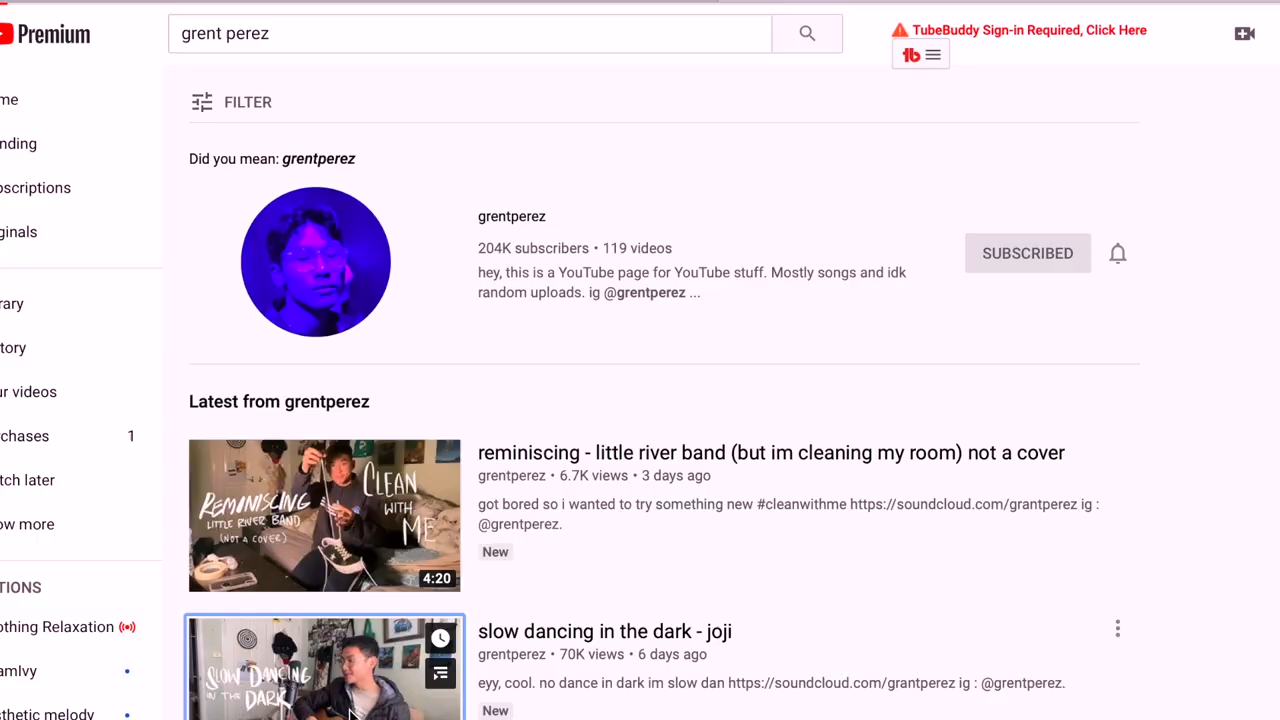 Premium
grent perez
TubeBuddy Sign-in Required, Click Here
tb
me
nding
oscriptions
ginals
rary
tory
ur videos
rchases 1
tch later
ow more
TIONS
othing Relaxation
amIvy
sthetic melody
FILTER
Did you mean: grentperez
grentperez
204K subscribers • 119 videos
hey, this is a YouTube page for YouTube stuff. Mostly songs and idk
random uploads. ig @grentperez ...
SUBSCRIBED
Latest from grentperez
REMINISCING
LITTLE RIVER BAND
(NOT A COVER)
CLEAN
WITH
ME
4:20
reminiscing - little river band (but im cleaning my room) not a cover
grentperez • 6.7K views • 3 days ago
got bored so i wanted to try something new #cleanwithme https://soundcloud.com/grantperez ig :
@grentperez.
New
SLOW DANCING
IN THE DARK
slow dancing in the dark - joji
grentperez • 70K views • 6 days ago
eyy, cool. no dance in dark im slow dan https://soundcloud.com/grantperez ig : @grentperez.
New